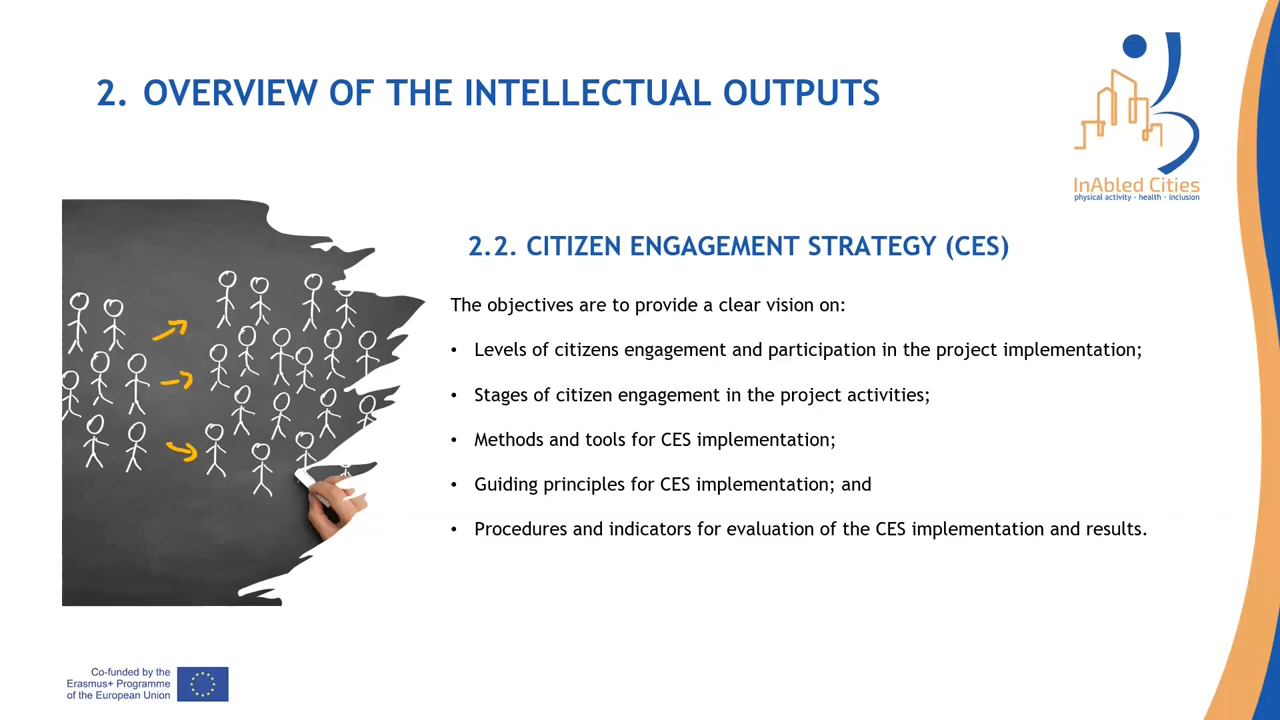 2. OVERVIEW OF THE INTELLECTUAL OUTPUTS
InAbled Cities
physical activity - health - inclusion
2.2. CITIZEN ENGAGEMENT STRATEGY (CES)
The objectives are to provide a clear vision on:
• Levels of citizens engagement and participation in the project implementation;
• Stages of citizen engagement in the project activities;
• Methods and tools for CES implementation;
• Guiding principles for CES implementation; and
• Procedures and indicators for evaluation of the CES implementation and results.
Co-funded by the
Erasmus+ Programme
of the European Union